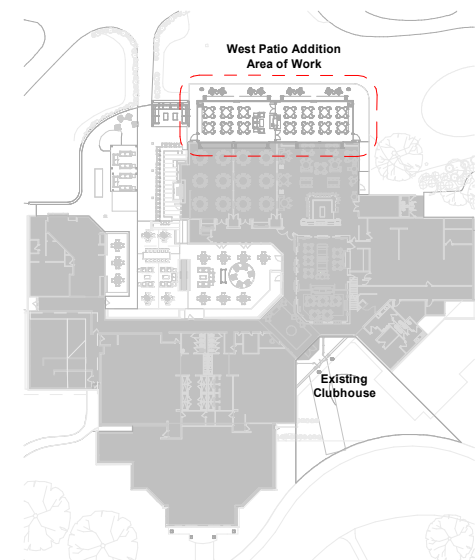 West Patio Addition
Area of Work
Existing
Clubhouse